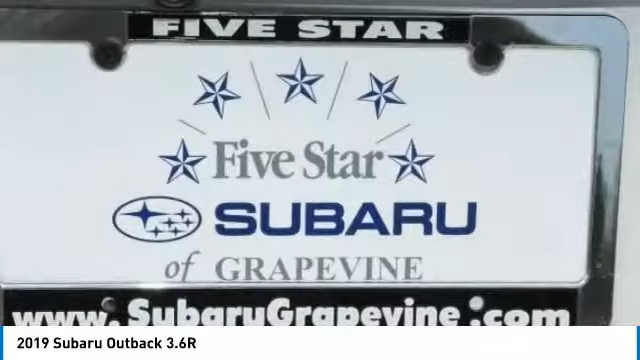 FIVE STAR
Five Star
SUBARU
of GRAPEVINE
www.SubaruGrapevine.com
2019 Subaru Outback 3.6R